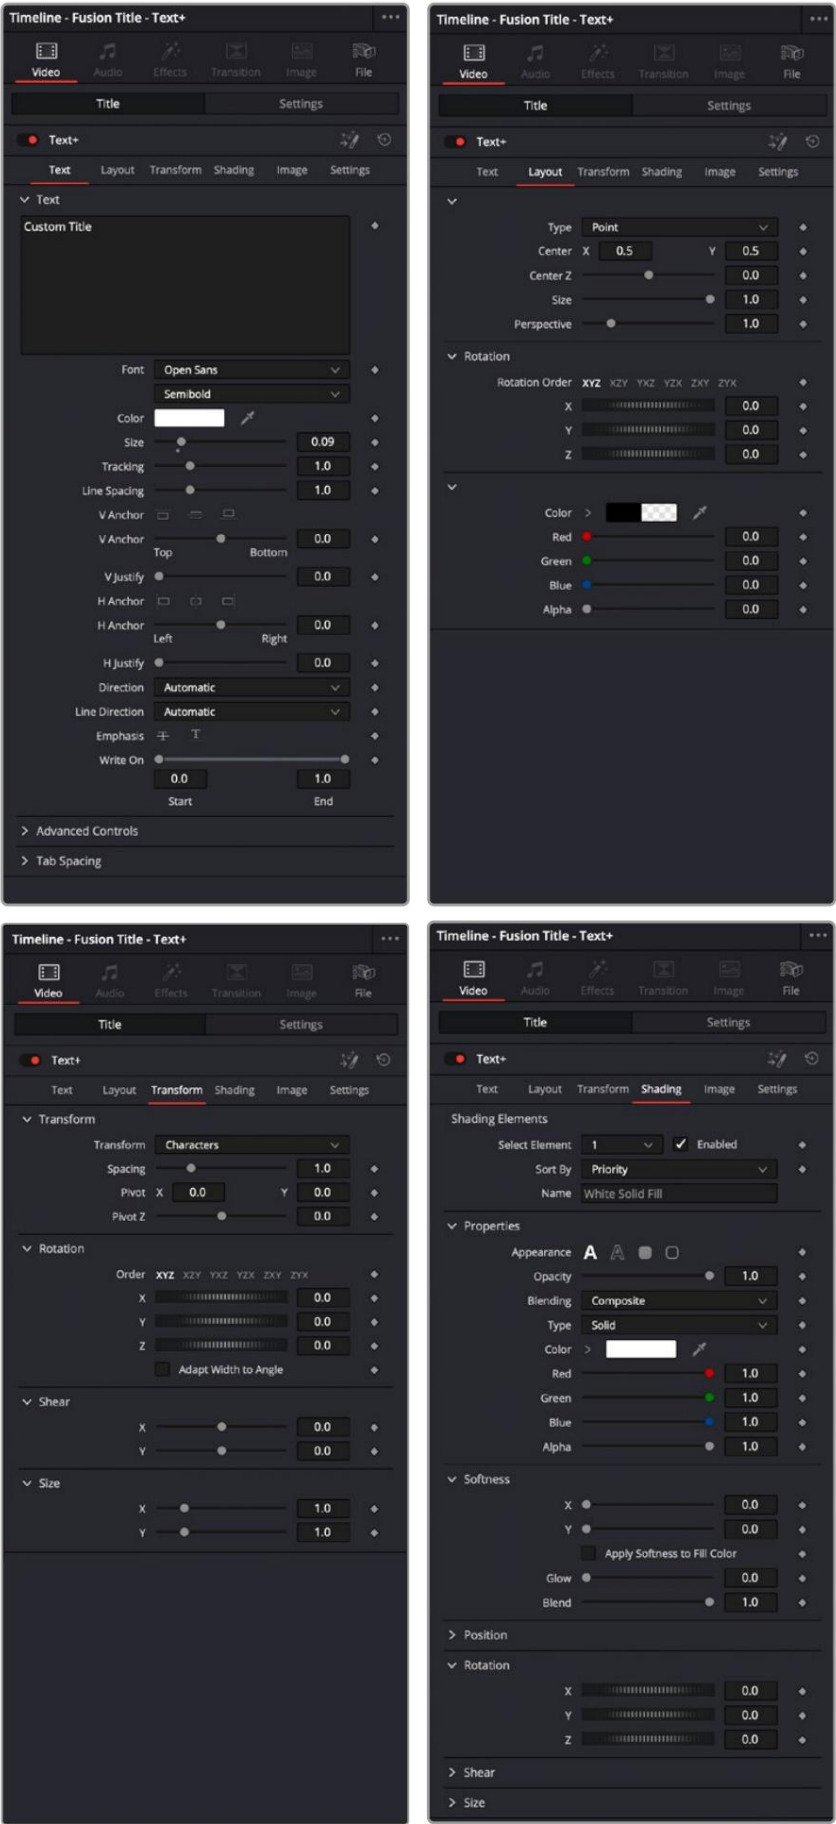 Timeline - Fusion Title - Text+
Video Audio Effects Transition Image File
Title Settings
Text+
Text Layout Transform Shading Image Settings
Text
Custom Title
Font Open Sans
Semibold
Color
Size 0.09
Tracking 1.0
Line Spacing 1.0
V Anchor
V Anchor 0.0
Top Bottom
V Justify 0.0
H Anchor
H Anchor 0.0
Left Right
H Justify 0.0
Direction Automatic
Line Direction Automatic
Emphasis T T
Write On
0.0 1.0
Start End
Advanced Controls
Tab Spacing
Timeline - Fusion Title - Text+
Video Audio Effects Transition Image File
Title Settings
Text+
Text Layout Transform Shading Image Settings
Type Point
Center X 0.5 Y 0.5
Center Z 0.0
Size 1.0
Perspective 1.0
Rotation
Rotation Order XYZ XZY YXZ YZX ZXY ZYX
X 0.0
Y 0.0
Z 0.0
Color
Red 0.0
Green 0.0
Blue 0.0
Alpha 0.0
Timeline - Fusion Title - Text+
Video Audio Effects Transition Image File
Title Settings
Text+
Text Layout Transform Shading Image Settings
Transform
Transform Characters
Spacing 1.0
Pivot X 0.0 Y 0.0
Pivot Z 0.0
Rotation
Order XYZ XZY YXZ YZX ZXY ZYX
X 0.0
Y 0.0
Z 0.0
Adapt Width to Angle
Shear
X 0.0
Y 0.0
Size
X 1.0
Y 1.0
Timeline - Fusion Title - Text+
Video Audio Effects Transition Image File
Title Settings
Text+
Text Layout Transform Shading Image Settings
Shading Elements
Select Element 1 Enabled
Sort By Priority
Name White Solid Fill
Properties
Appearance A A
Opacity 1.0
Blending Composite
Type Solid
Color
Red 1.0
Green 1.0
Blue 1.0
Alpha 1.0
Softness
X 0.0
Y 0.0
Apply Softness to Fill Color
Glow 0.0
Blend 1.0
Position
Rotation
X 0.0
Y 0.0
Z 0.0
Shear
Size